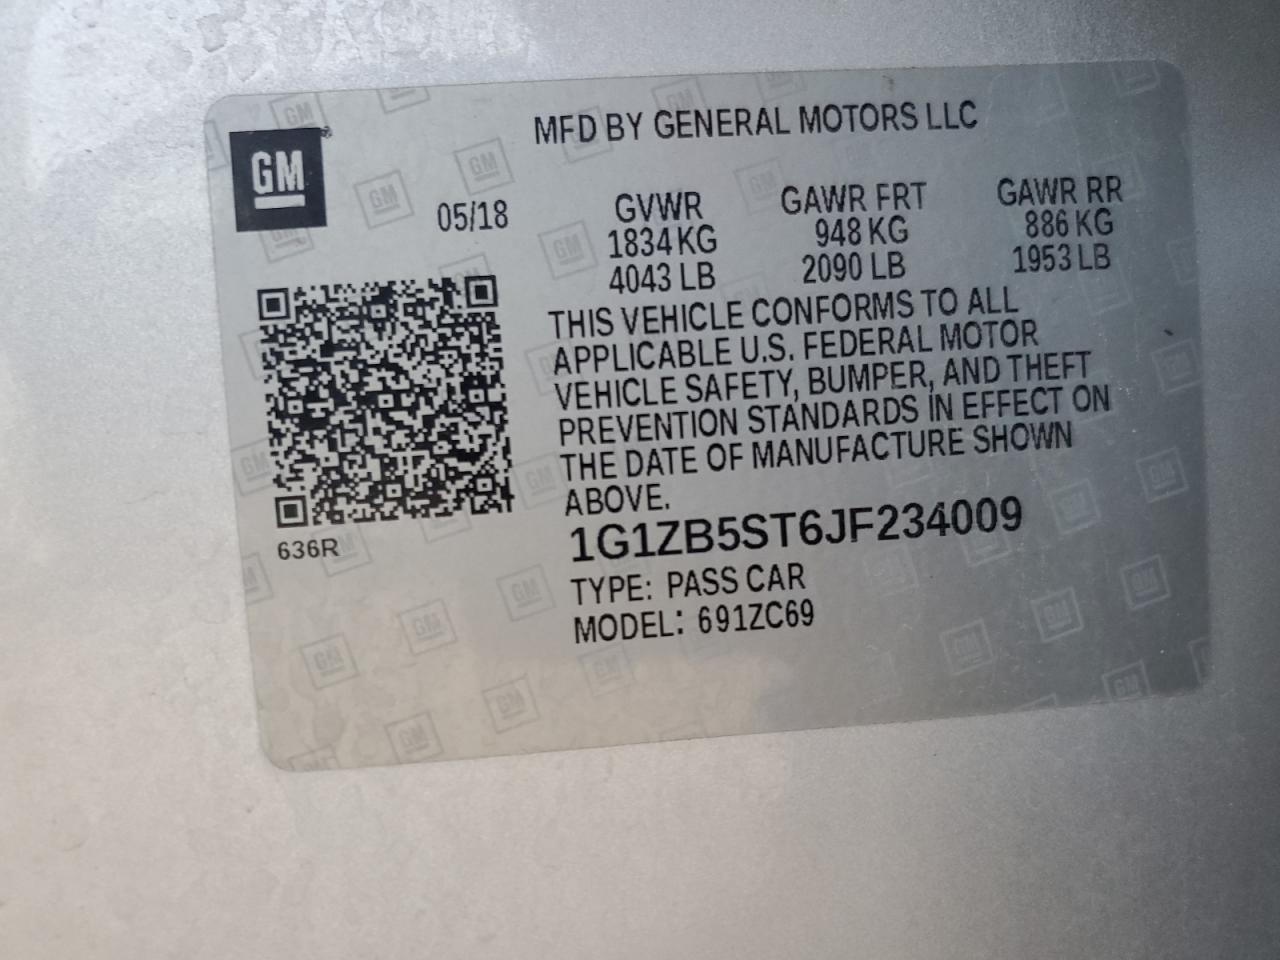 GM
MFD BY GENERAL MOTORS LLC
05/18
GVWR GAWR FRT GAWR RR
1834 KG 948 KG 886 KG
4043 LB 2090 LB 1953 LB
THIS VEHICLE CONFORMS TO ALL
APPLICABLE U.S. FEDERAL MOTOR
VEHICLE SAFETY, BUMPER, AND THEFT
PREVENTION STANDARDS IN EFFECT ON
THE DATE OF MANUFACTURE SHOWN
ABOVE.
1G1ZB5ST6JF234009
636R
TYPE: PASS CAR
MODEL: 691ZC69